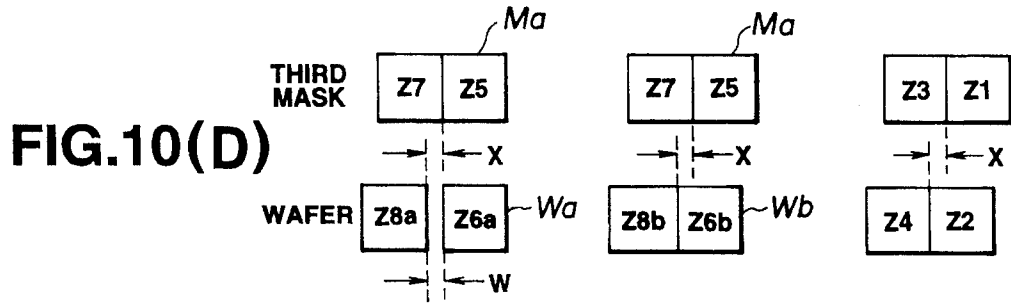 Ma Ma
THIRD
MASK
Z7 Z5 Z7 Z5 Z3 Z1
FIG.10(D)
X X X
WAFER Z8a Z6a Wa Z8b Z6b Wb Z4 Z2
W